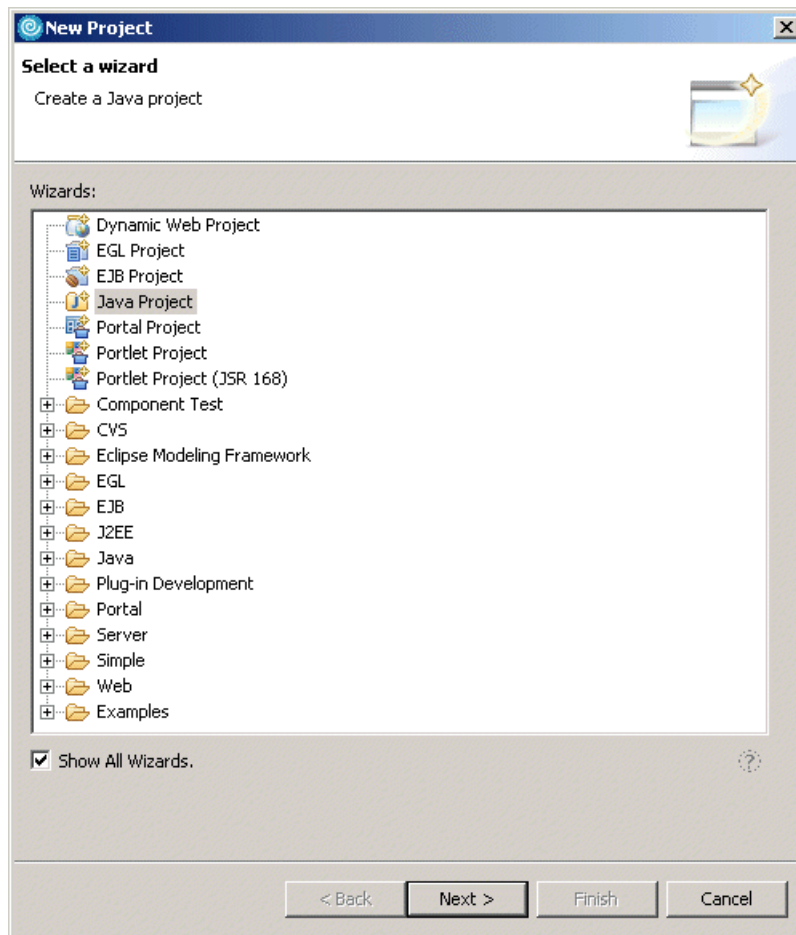 New Project
Select a wizard
Create a Java project
Wizards:
Dynamic Web Project
EGL Project
EJB Project
Java Project
Portal Project
Portlet Project
Portlet Project (JSR 168)
Component Test
CVS
Eclipse Modeling Framework
EGL
EJB
J2EE
Java
Plug-in Development
Portal
Server
Simple
Web
Examples
Show All Wizards.
< Back Next > Finish Cancel